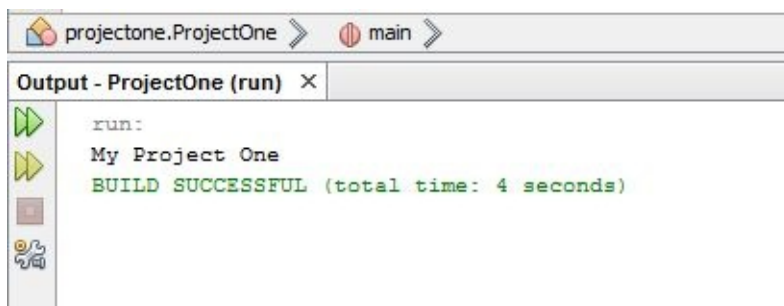 projectone.ProjectOne main
Output - ProjectOne (run)
run:
My Project One
BUILD SUCCESSFUL (total time: 4 seconds)